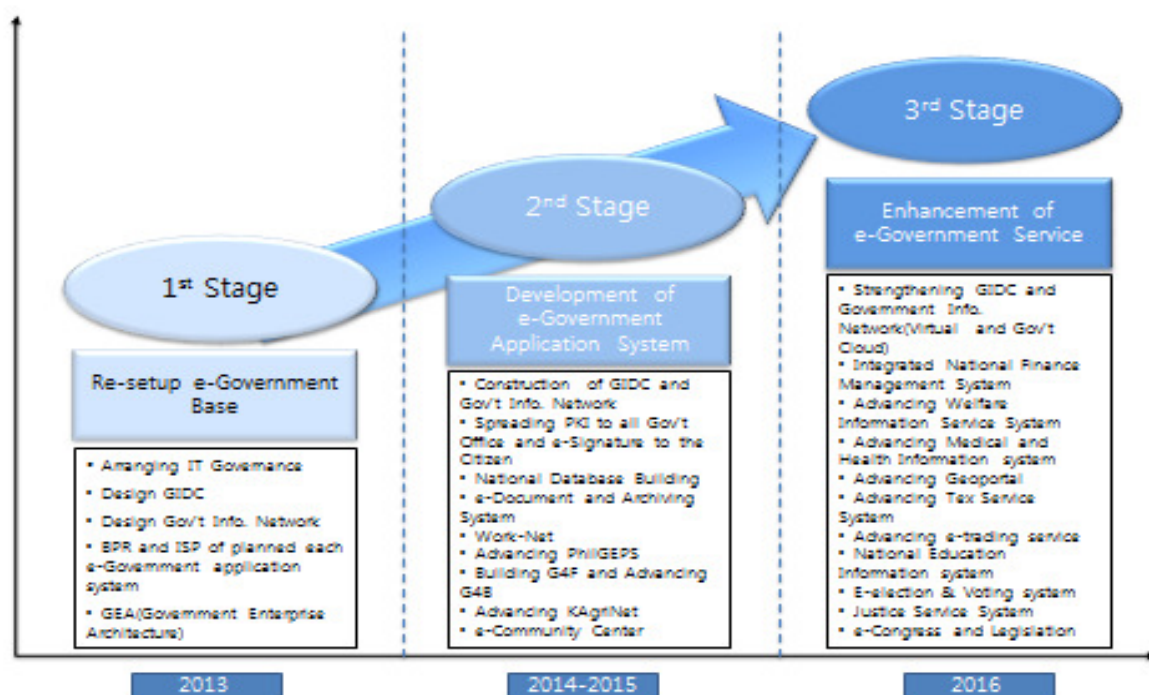 1st Stage
Re-setup e-Government
Base
▪ Arranging IT Governance
▪ Design GIDC
▪ Design Gov't Info. Network
▪ BPR and ISP of planned each
e-Government application
system
▪ GEA(Government Enterprise
Architecture)
2013
2nd Stage
Development of
e-Government
Application System
▪ Construction of GIDC and
Gov't Info. Network
▪ Spreading PKI to all Gov't
Office and e-Signature to the
Citizen
▪ National Database Building
▪ e-Document and Archiving
System
▪ Work-Net
▪ Advancing PhilGEPS
▪ Building G4F and Advancing
G4B
▪ Advancing KAgriNet
▪ e-Community Center
2014-2015
3rd Stage
Enhancement of
e-Government Service
▪ Strengthening GIDC and
Government Info.
Network(Virtual and Gov't
Cloud)
▪ Integrated National Finance
Management System
▪ Advancing Welfare
Information Service System
▪ Advancing Medical and
Health Information system
▪ Advancing Geoportal
▪ Advancing Tex Service
System
▪ Advancing e-trading service
▪ National Education
Information system
▪ E-election & Voting system
▪ Justice Service System
▪ e-Congress and Legislation
2016